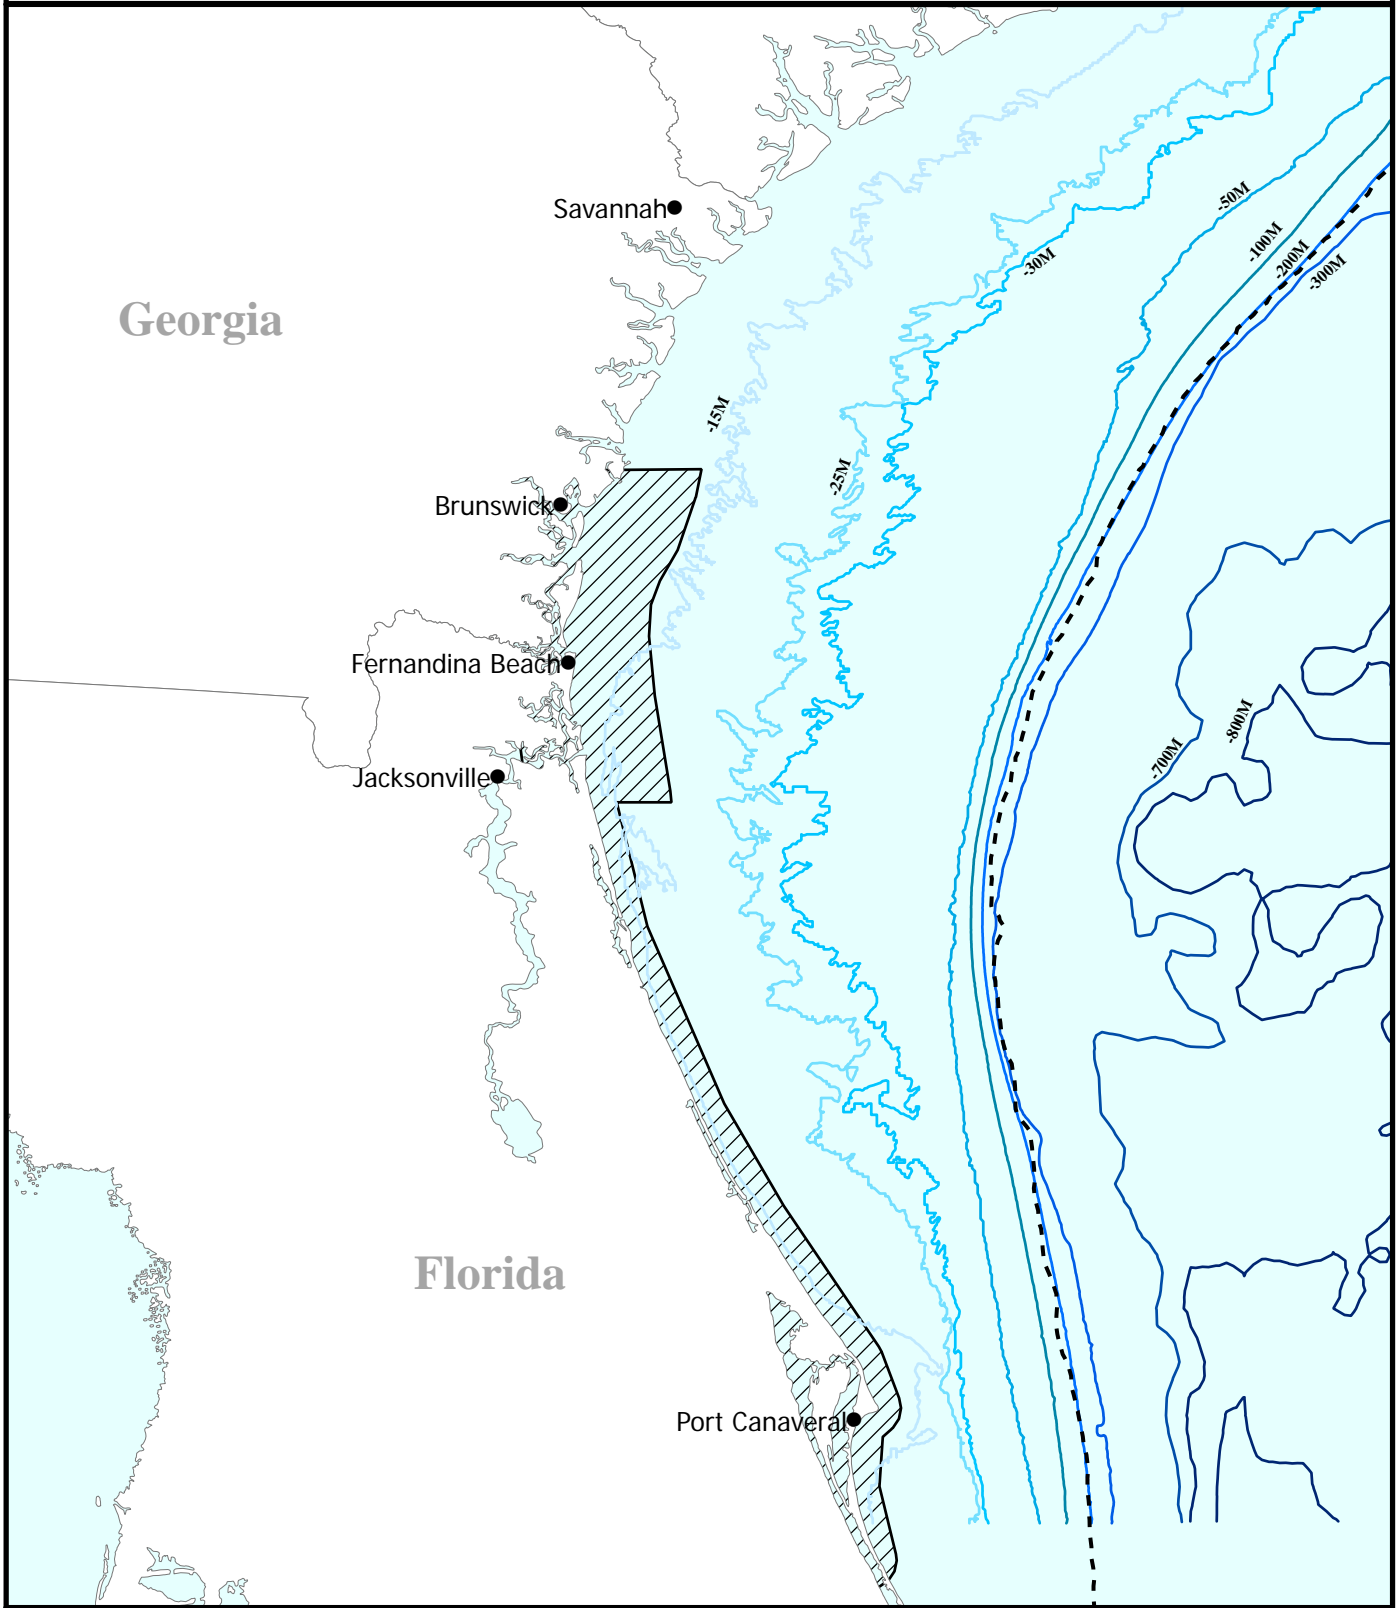 Savannah
-50M
-100M
-200M
-30M
-300M
Georgia
-15M
-25M
Brunswick
Fernandina Beach
-800M
-700M
Jacksonville
Florida
Port Canaveral